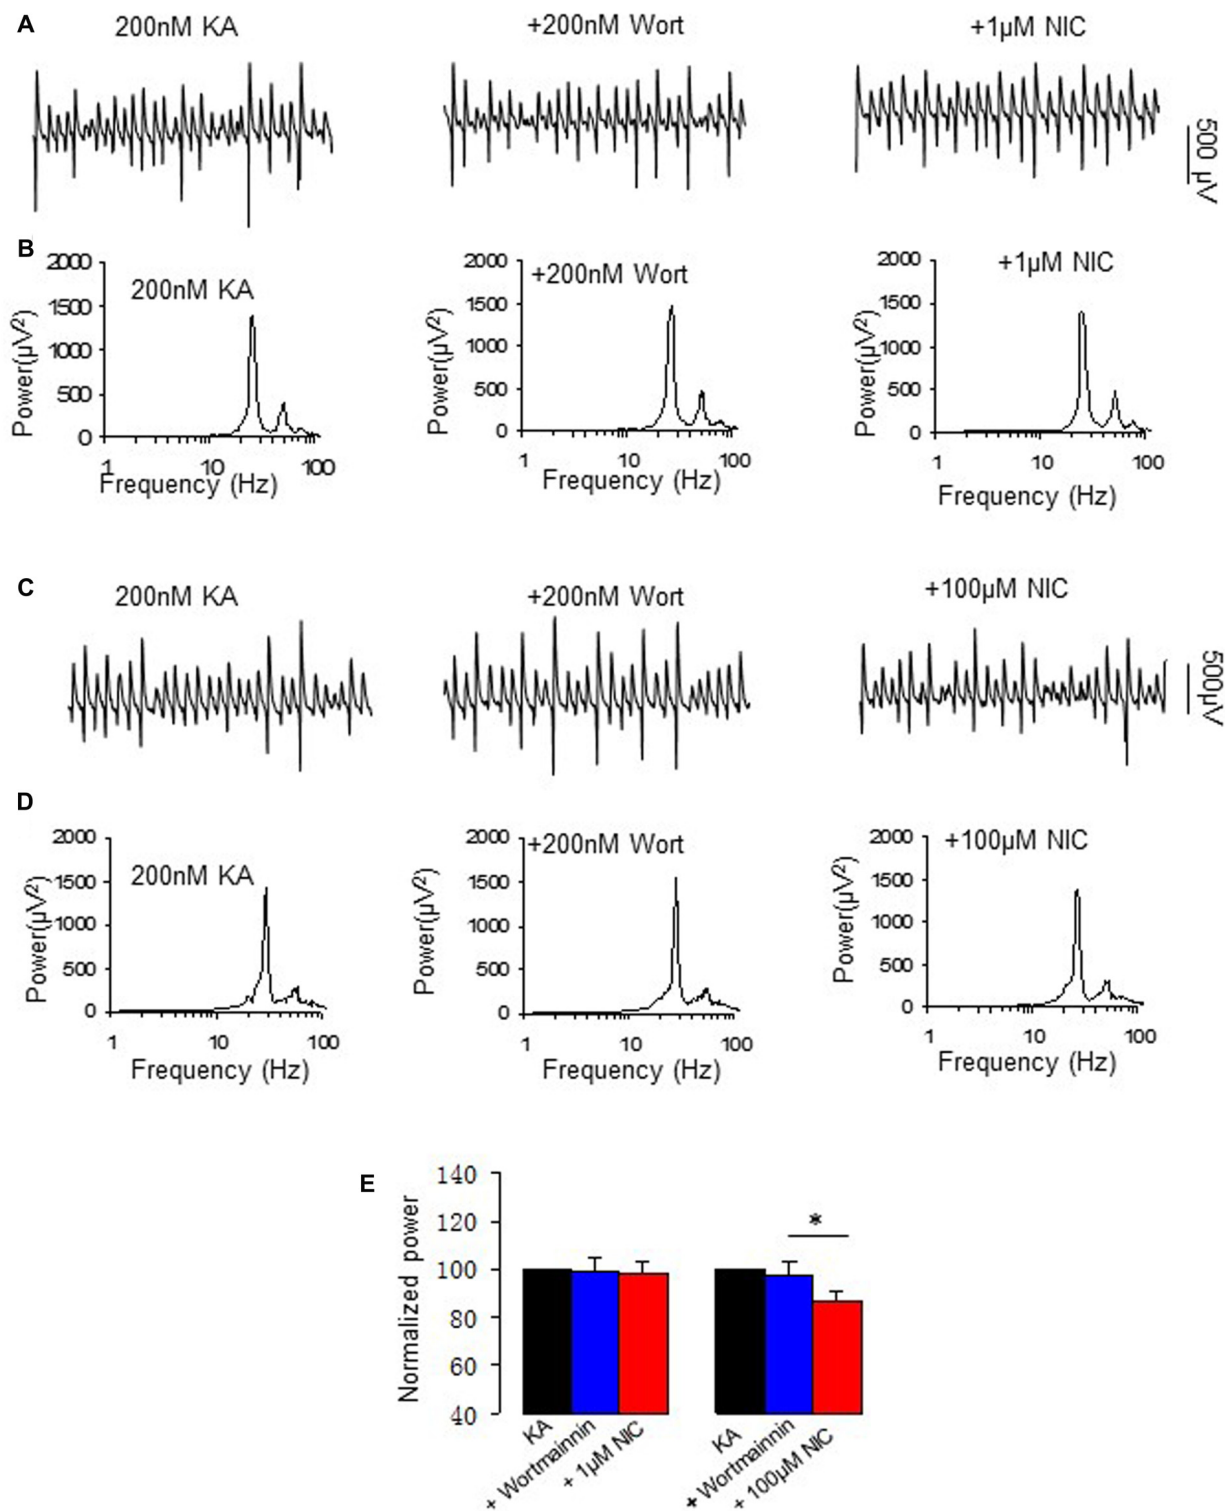 A
200nM KA
+200nM Wort
+1µM NIC
500 µV
B
2000
1500
1000
500
0
Power(µV²)
200nM KA
1 10 100
Frequency (Hz)
2000
1500
1000
500
0
Power(µV²)
+200nM Wort
1 10 100
Frequency (Hz)
2000
1500
1000
500
0
Power(µV²)
+1µM NIC
1 10 100
Frequency (Hz)
C
200nM KA
+200nM Wort
+100µM NIC
500µV
D
2000
1500
1000
500
0
Power(µV²)
200nM KA
1 10 100
Frequency (Hz)
2000
1500
1000
500
0
Power(µV²)
+200nM Wort
1 10 100
Frequency (Hz)
2000
1500
1000
500
0
Power(µV²)
+100µM NIC
1 10 100
Frequency (Hz)
E
140
120
100
80
60
40
Normalized power
*
KA
+ Wortmainnin
+ 1µM NIC
KA
+ Wortmainnin
+ 100µM NIC